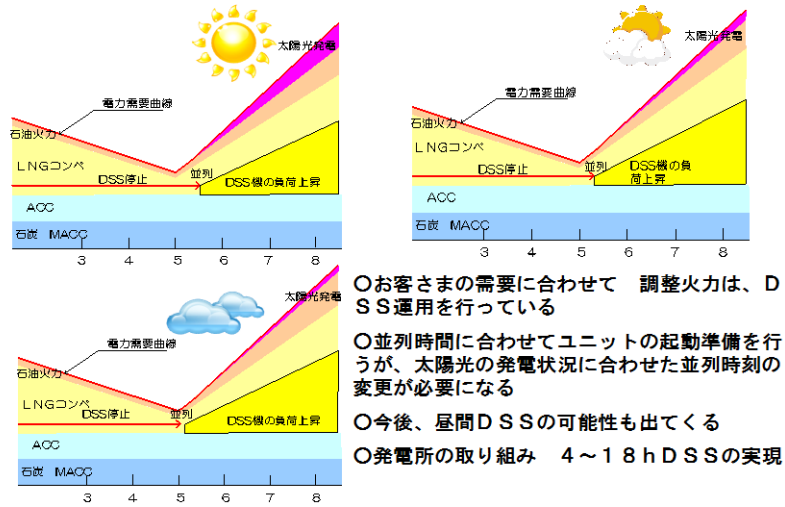 太陽光発電
電力需要曲線
石油火力
LNGコンベ
DSS停止
並列
DSS機の負荷上昇
ACC
石炭 MACC
3 4 5 6 7 8
太陽光発電
電力需要曲線
石油火力
LNGコンベ
DSS停止
並列
DSS機の負
荷上昇
ACC
石炭 MACC
3 4 5 6 7 8
太陽光発電
電力需要曲線
石油火力
LNGコンベ
DSS停止
並列
DSS機の負荷上昇
ACC
石炭 MACC
3 4 5 6 7 8
〇お客さまの需要に合わせて 調整火力は、D
SS運用を行っている
〇並列時間に合わせてユニットの起動準備を行
うが、太陽光の発電状況に合わせた並列時刻の
変更が必要になる
〇今後、昼間DSSの可能性も出てくる
〇発電所の取り組み 4～18hDSSの実現